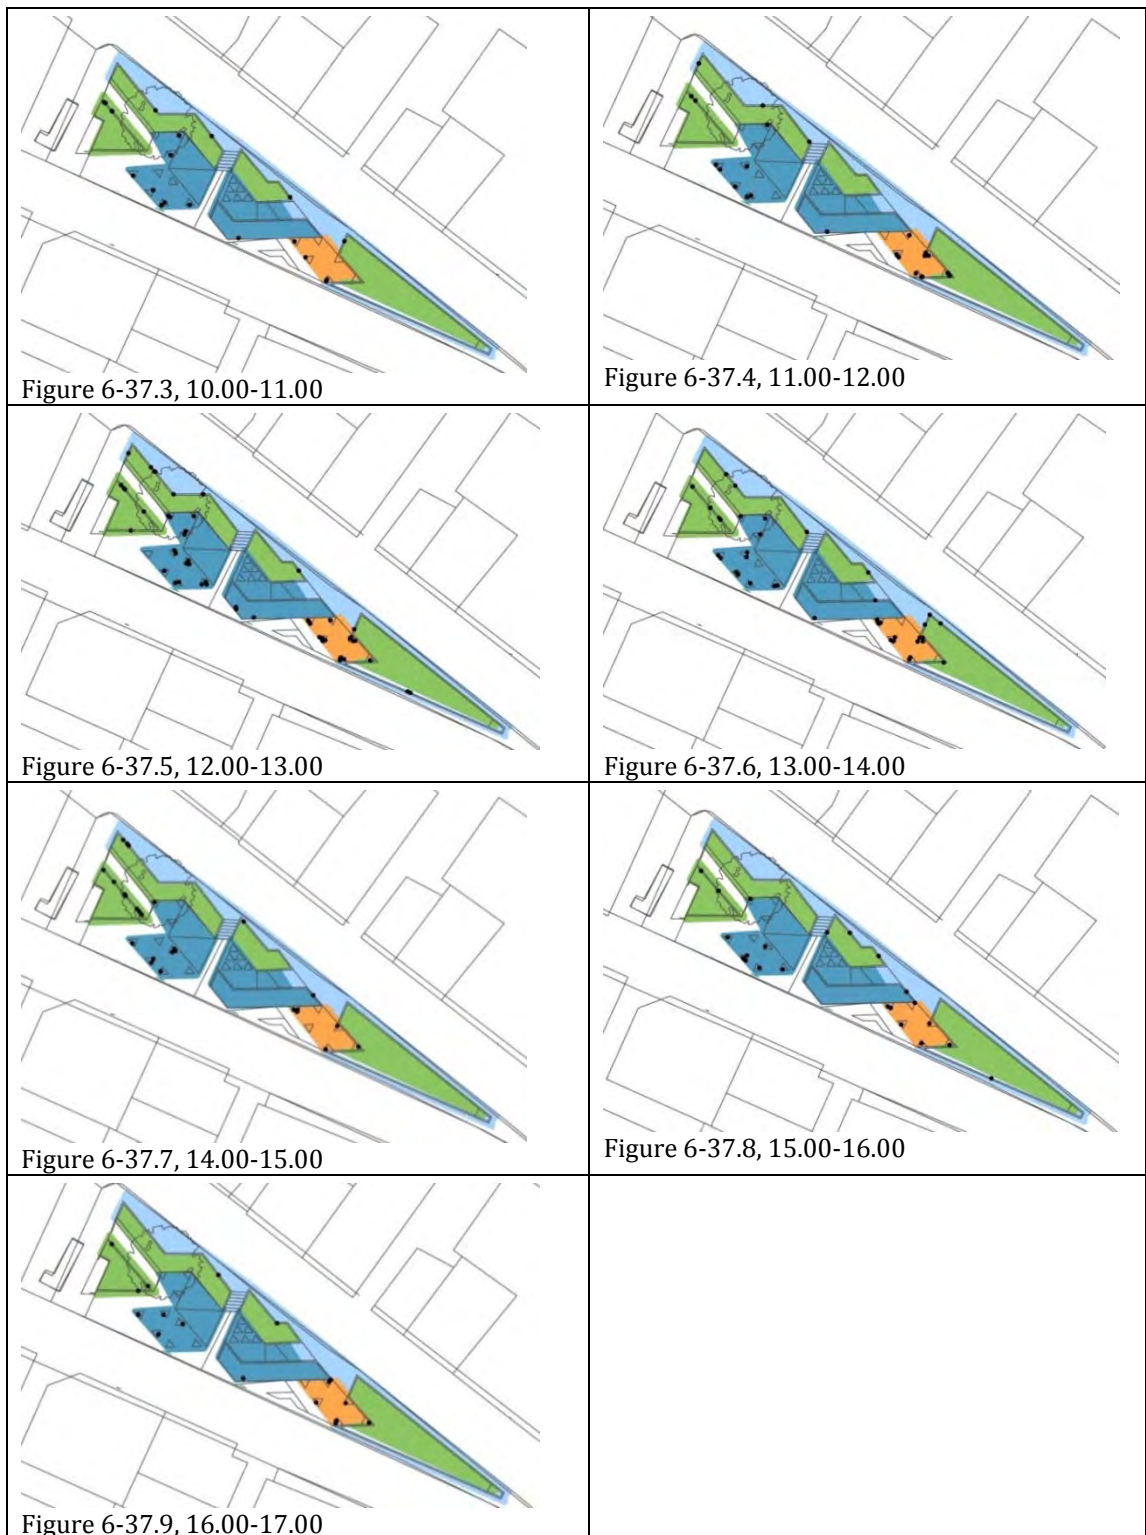 Figure 6-37.3, 10.00-11.00
Figure 6-37.4, 11.00-12.00
Figure 6-37.5, 12.00-13.00
Figure 6-37.6, 13.00-14.00
Figure 6-37.7, 14.00-15.00
Figure 6-37.8, 15.00-16.00
Figure 6-37.9, 16.00-17.00